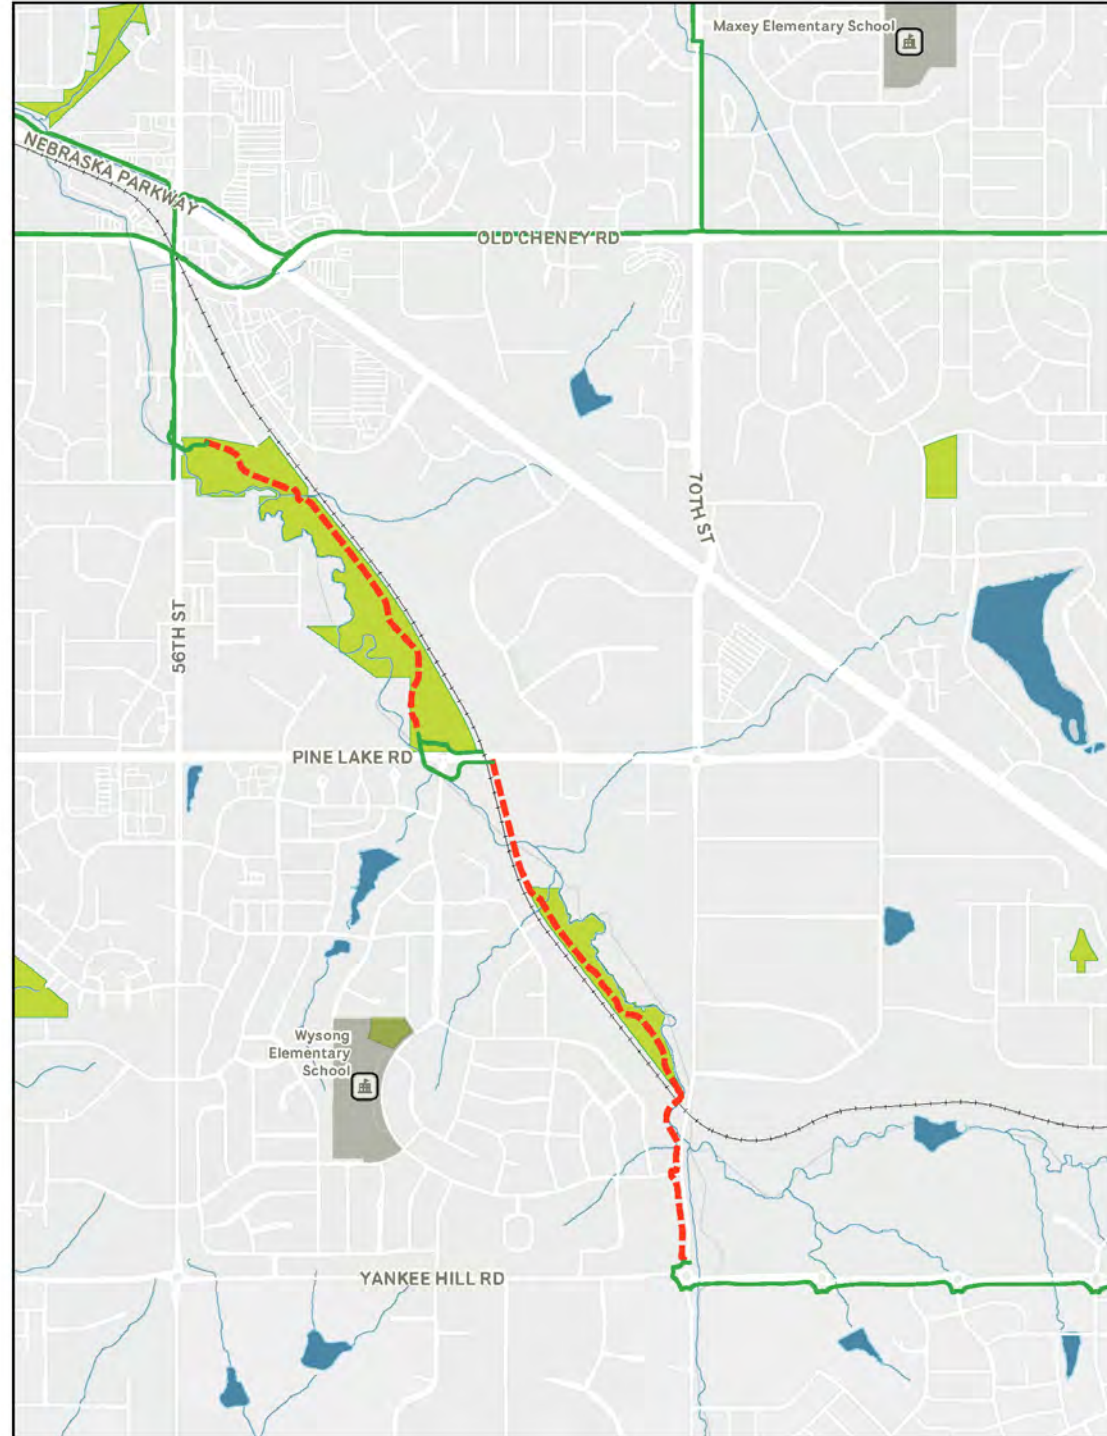 Maxey Elementary School
NEBRASKA PARKWAY
OLD CHENEY RD
70TH ST
56TH ST
PINE LAKE RD
Wysong
Elementary
School
YANKEE HILL RD